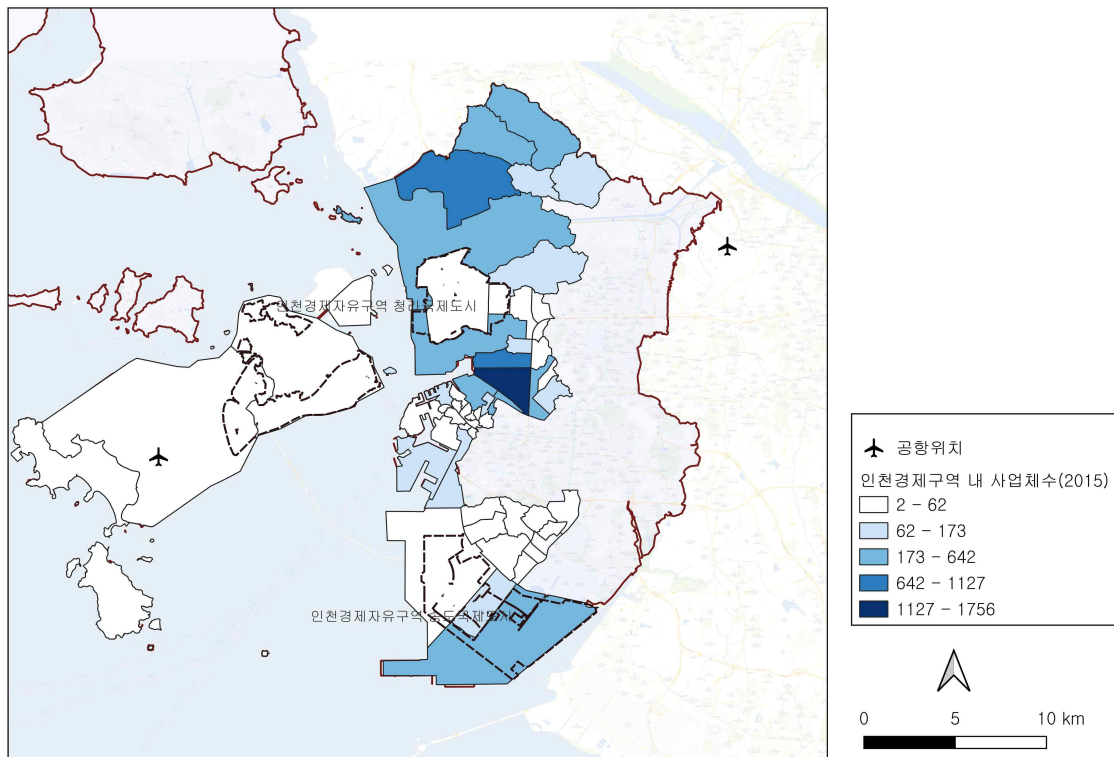 인천경제자유구역 청라국제도시
인천경제자유구역 송도국제도시
공항위치
인천경제구역 내 사업체수(2015)
2 - 62
62 - 173
173 - 642
642 - 1127
1127 - 1756
0 5 10 km